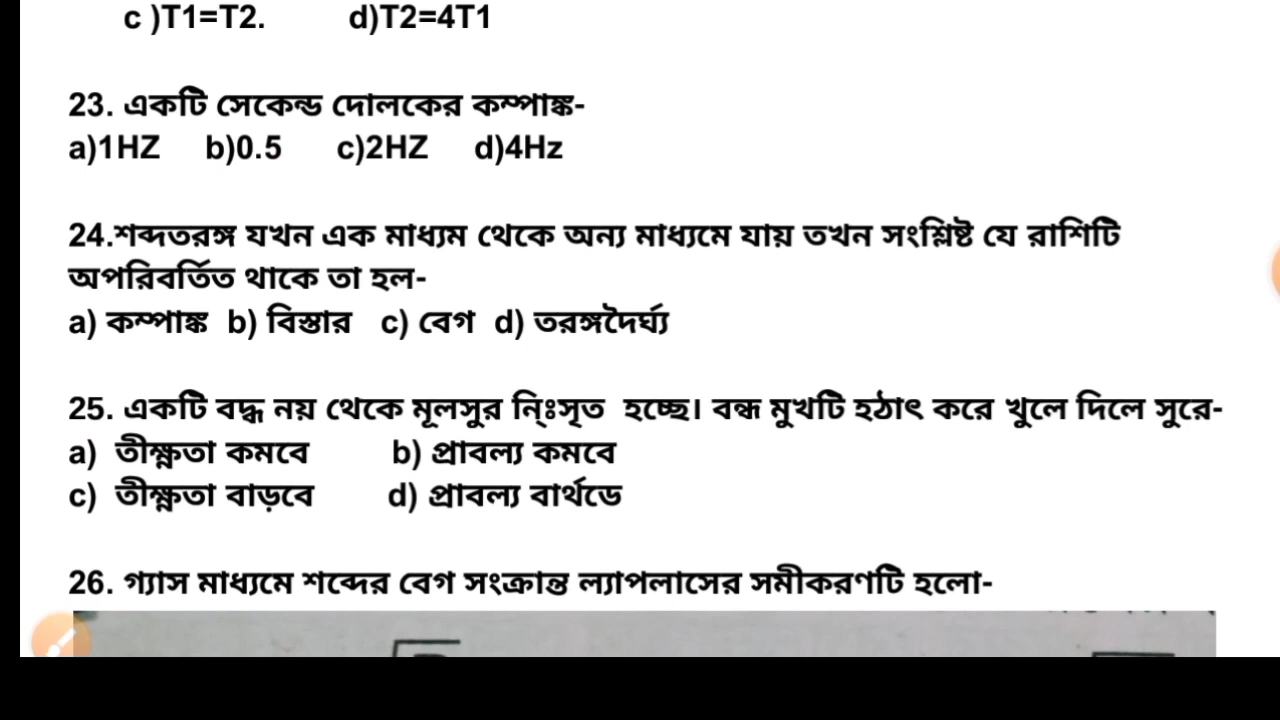 c )T1=T2. d)T2=4T1
23. একটি সেকেন্ড দোলকের কম্পাঙ্ক-
a)1HZ b)0.5 c)2HZ d)4Hz
24.শব্দতরঙ্গ যখন এক মাধ্যম থেকে অন্য মাধ্যমে যায় তখন সংশ্লিষ্ট যে রাশিটি
অপরিবর্তিত থাকে তা হল-
a) কম্পাঙ্ক b) বিস্তার c) বেগ d) তরঙ্গদৈর্ঘ্য
25. একটি বদ্ধ নয় থেকে মূলসুর নি্ঃসৃত হচ্ছে। বন্ধ মুখটি হঠাৎ করে খুলে দিলে সুরে-
a) তীক্ষ্ণতা কমবে b) প্রাবল্য কমবে
c) তীক্ষ্ণতা বাড়বে d) প্রাবল্য বার্থডে
26. গ্যাস মাধ্যমে শব্দের বেগ সংক্রান্ত ল্যাপলাসের সমীকরণটি হলো-